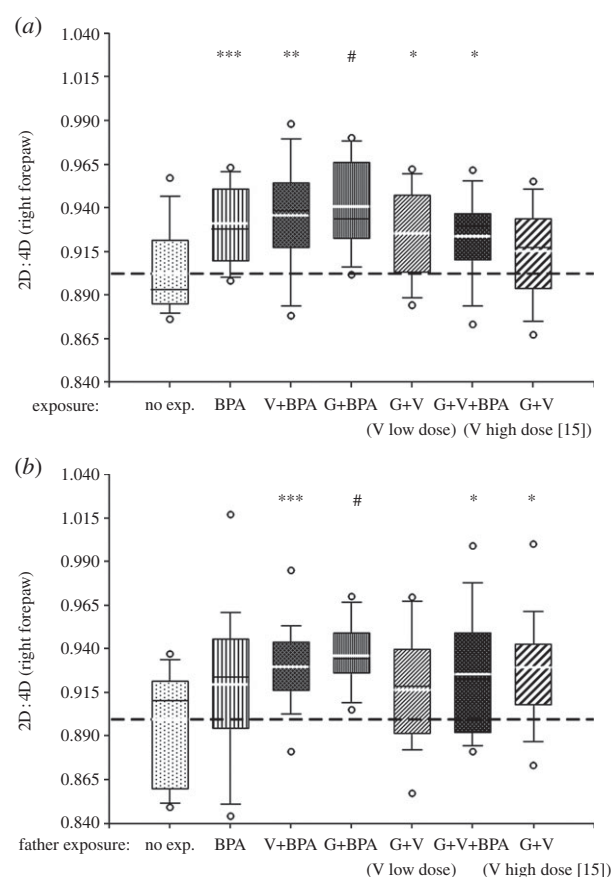 (a)
1.040
*** ** # * *
1.015
0.990
0.965
0.940
0.915
0.890
0.865
0.840
2D:4D (right forepaw)
exposure: no exp. BPA V+BPA G+BPA G+V G+V+BPA G+V
(V low dose) (V high dose [15])
(b)
1.040
1.015
*** # * *
0.990
0.965
0.940
0.915
0.890
0.865
0.840
2D:4D (right forepaw)
father exposure: no exp. BPA V+BPA G+BPA G+V G+V+BPA G+V
(V low dose) (V high dose [15])